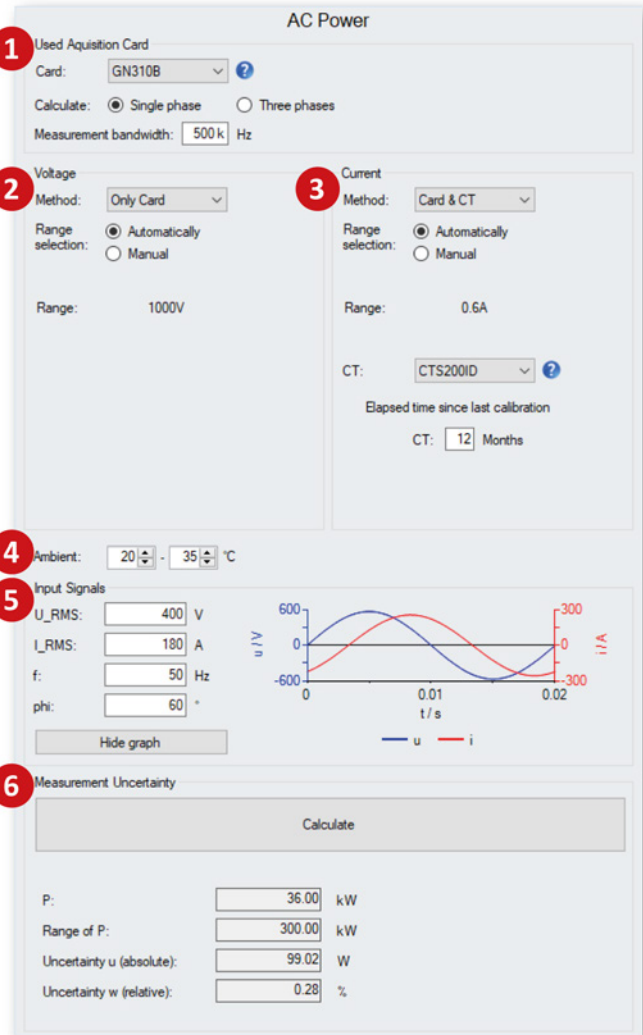 AC Power
1
Used Aquisition Card
Card: GN310B ?
Calculate: Single phase Three phases
Measurement bandwidth: 500k Hz
2
Voltage
Method: Only Card
Range selection: Automatically
Manual
Range: 1000V
3
Current
Method: Card & CT
Range selection: Automatically
Manual
Range: 0.6A
CT: CTS200ID ?
Elapsed time since last calibration
CT: 12 Months
4
Ambient: 20 - 35 °C
5
Input Signals
U_RMS: 400 V
I_RMS: 180 A
f: 50 Hz
phi: 60 °
Hide graph
u / V
600
0
-600
300
0
-300
i / A
0 0.01 0.02
t / s
u i
6
Measurement Uncertainty
Calculate
P: 36.00 kW
Range of P: 300.00 kW
Uncertainty u (absolute): 99.02 W
Uncertainty w (relative): 0.28 %